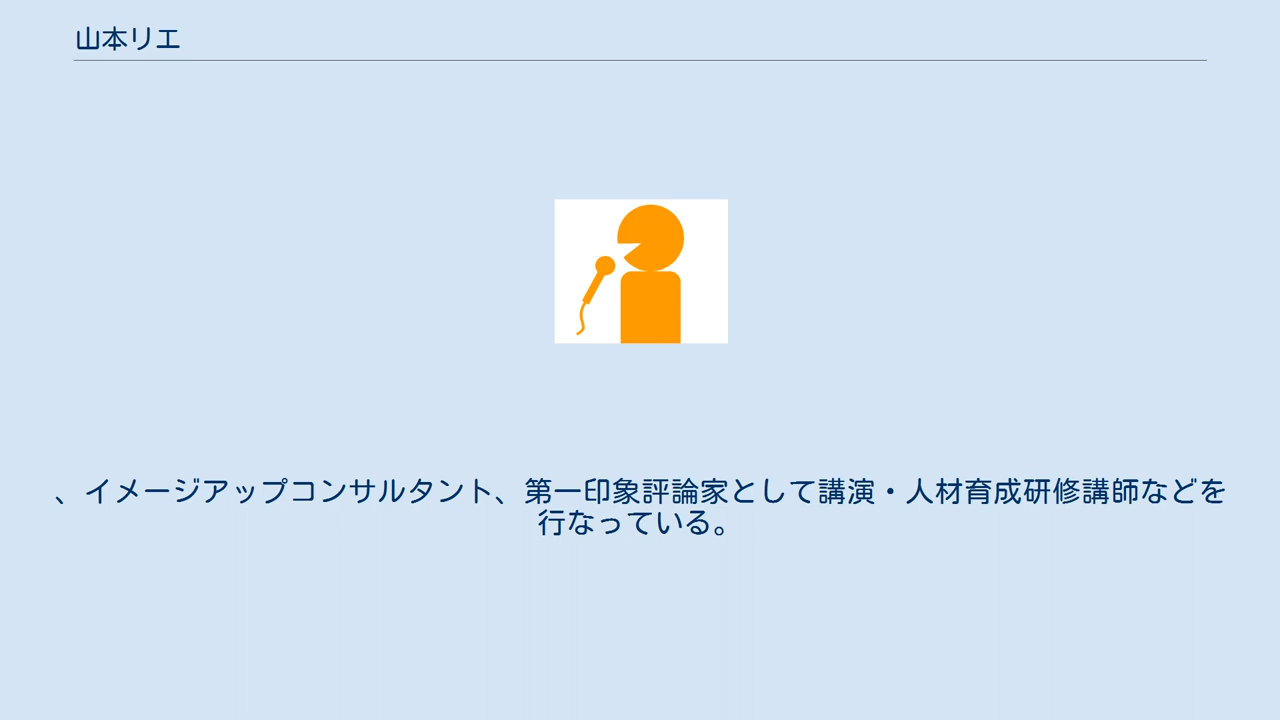 山本リエ
、イメージアップコンサルタント、第一印象評論家として講演・人材育成研修講師などを
行なっている。